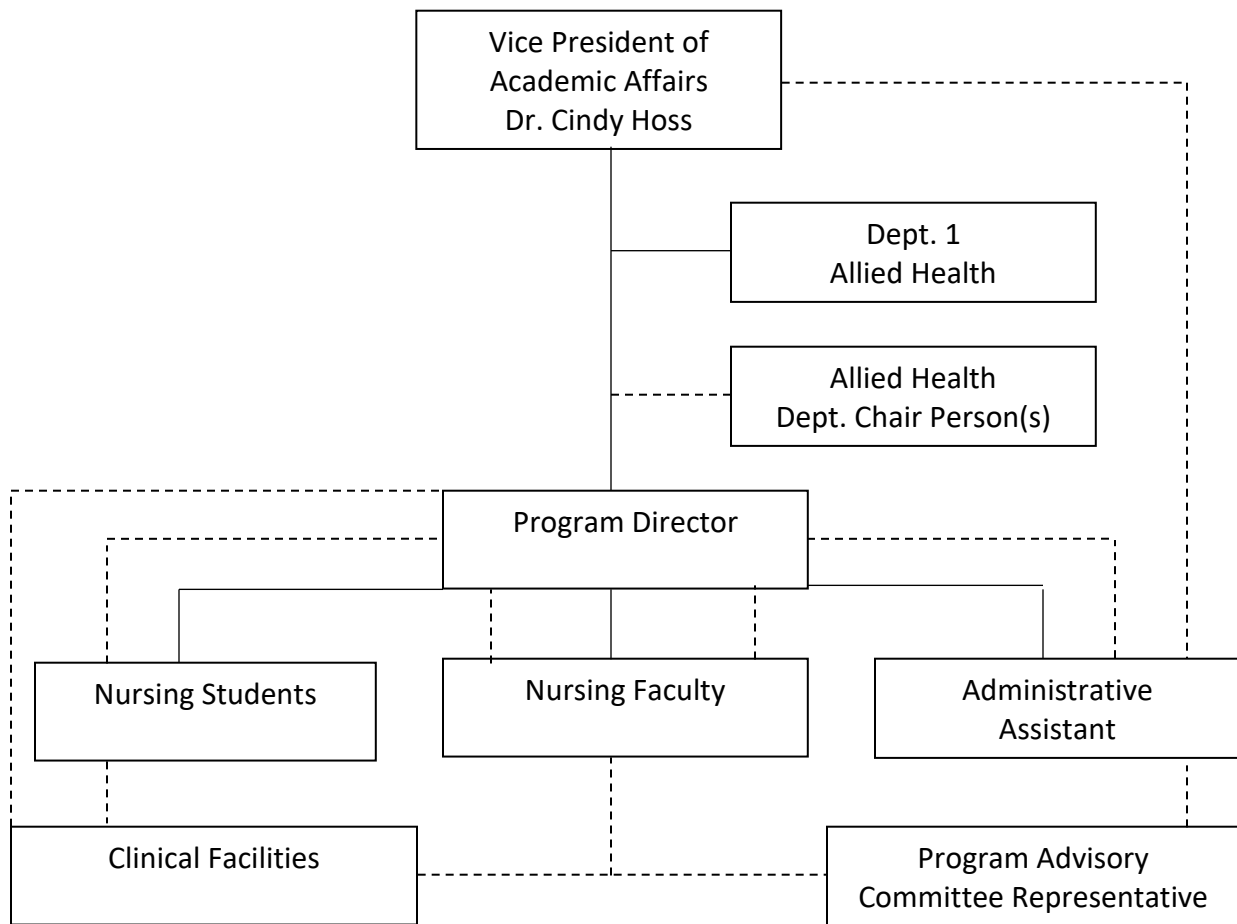 Vice President of
Academic Affairs
Dr. Cindy Hoss
Dept. 1
Allied Health
Allied Health
Dept. Chair Person(s)
Program Director
Nursing Students
Nursing Faculty
Administrative
Assistant
Clinical Facilities
Program Advisory
Committee Representative